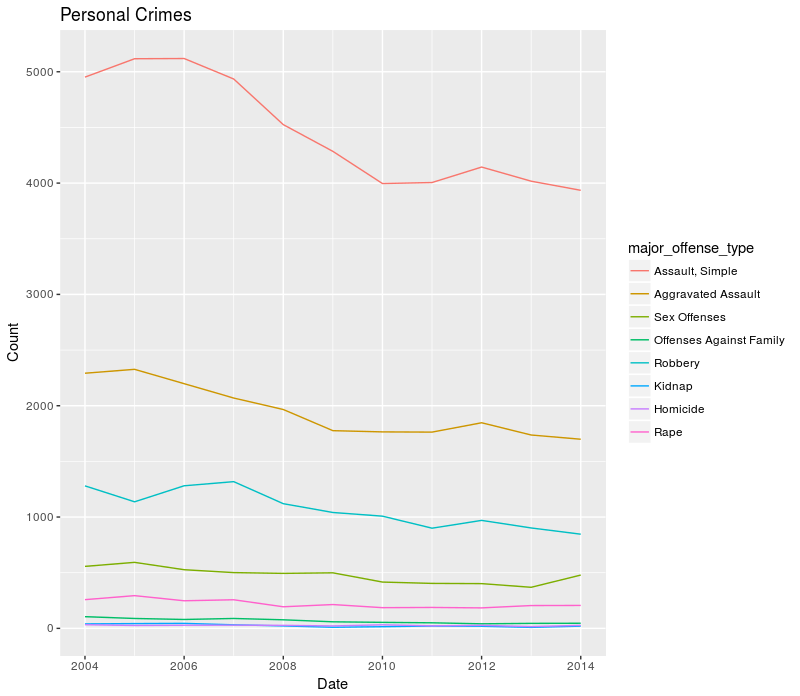 Personal Crimes
5000
4000
3000
2000
1000
0
Count
2004 2006 2008 2010 2012 2014
Date
major_offense_type
Assault, Simple
Aggravated Assault
Sex Offenses
Offenses Against Family
Robbery
Kidnap
Homicide
Rape